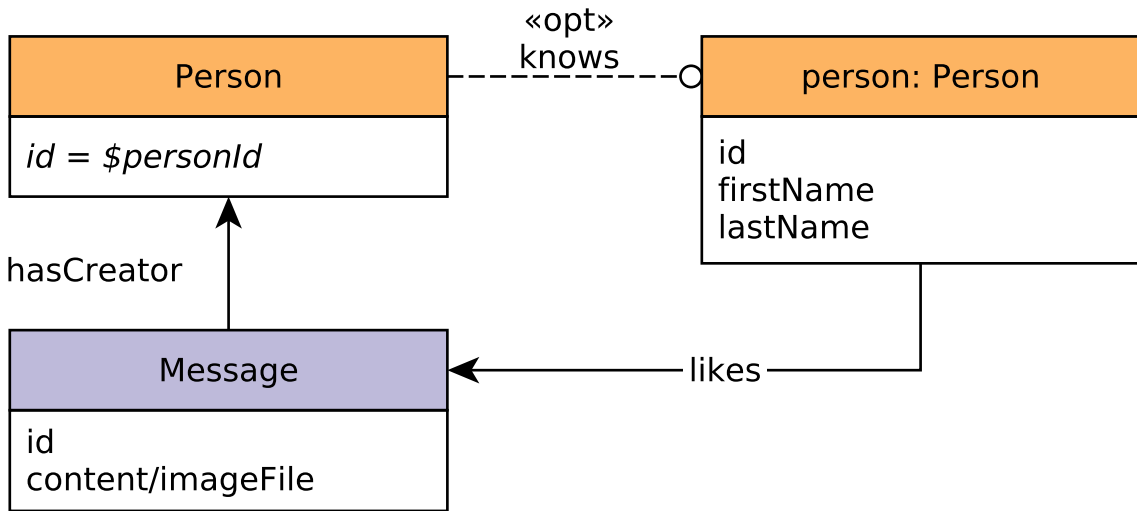 «opt»
knows
Person
id = $personId
person: Person
id
firstName
lastName
hasCreator
likes
Message
id
content/imageFile